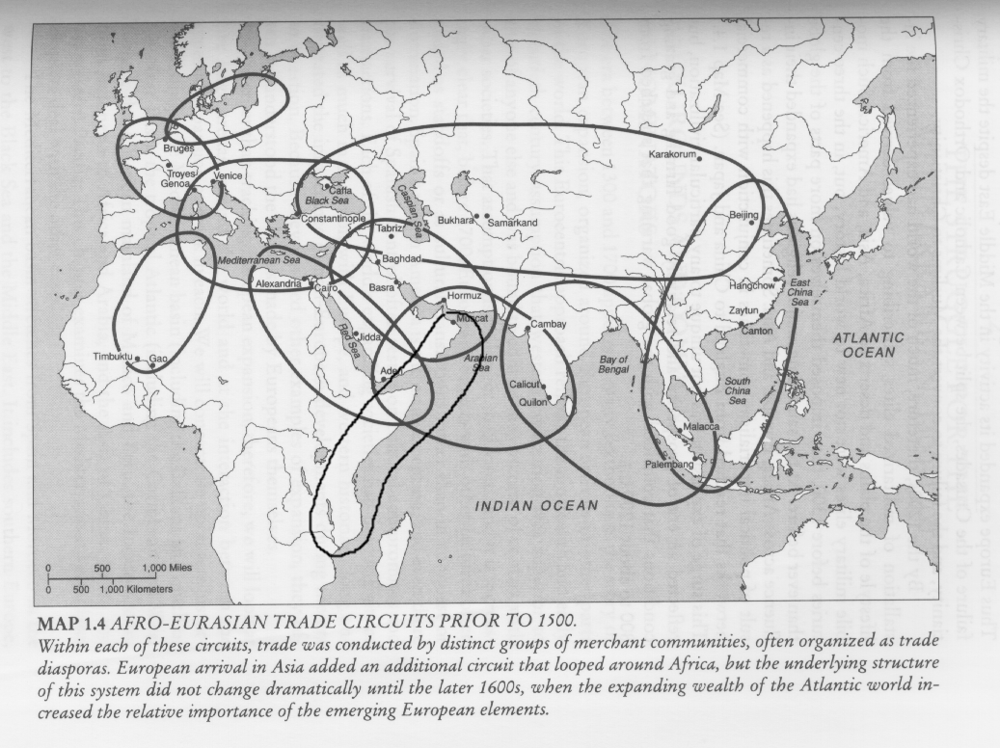 Karakorum
Bruges
Troyes
Genoa
Venice
Caffa
Black Sea
Constantinople
Caspian Sea
Bukhara
Samarkand
Beijing
Tabriz
Mediterranean Sea
Baghdad
Alexandria
Cairo
Basra
Hormuz
Muscat
Hangchow
East
China
Sea
Zaytun
Canton
Cambay
Red Sea
Jidda
Timbuktu
Gao
Aden
Arabian
Sea
Bay of
Bengal
Calicut
Quilon
South
China
Sea
ATLANTIC
OCEAN
Malacca
Palembang
INDIAN OCEAN
0 500 1,000 Miles
0 500 1,000 Kilometers
MAP 1.4 AFRO-EURASIAN TRADE CIRCUITS PRIOR TO 1500.
Within each of these circuits, trade was conducted by distinct groups of merchant communities, often organized as trade
diasporas. European arrival in Asia added an additional circuit that looped around Africa, but the underlying structure
of this system did not change dramatically until the later 1600s, when the expanding wealth of the Atlantic world in-
creased the relative importance of the emerging European elements.